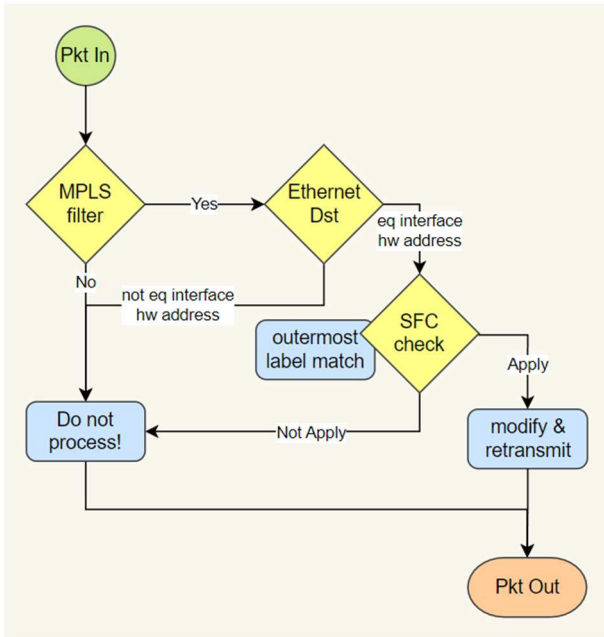 Pkt In
MPLS
filter
Yes
Ethernet
Dst
eq interface
hw address
No
not eq interface
hw address
outermost
label match
SFC
check
Apply
Do not
process!
Not Apply
modify &
retransmit
Pkt Out